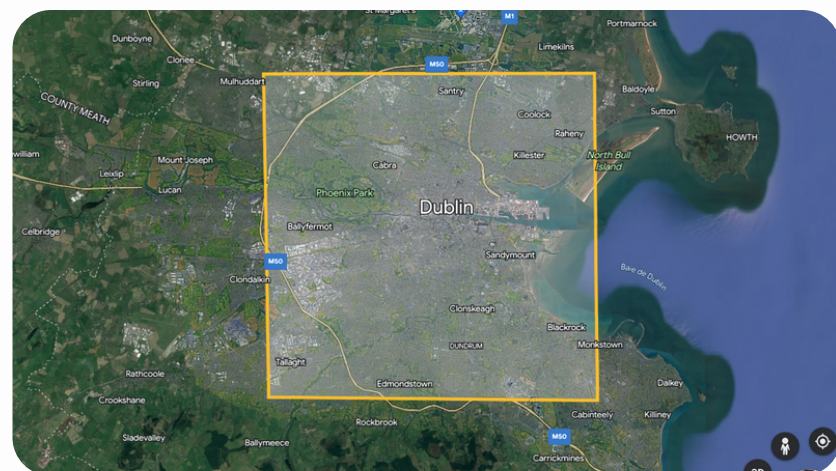 St Margaret's
M1
Portmarnock
Dunboyne
Limekilns
Clonee
M50
Stirling
Mulhuddart
Santry
Baldoyle
COUNTY MEATH
Coolock
Sutton
Raheny
HOWTH
Mount Joseph
Cabra
Killester
North Bull
Island
william
Leixlip
Lucan
Phoenix Park
Dublin
Ballyfermot
Celbridge
Sandymount
M50
Baie de Dublin
Clondalkin
Clonskeagh
Blackrock
DUNDRUM
Monkstown
Tallaght
Rathcoole
Edmondstown
Dalkey
Crookshane
Cabinteely
Killiney
Rockbrook
Sladevalley
Ballymeece
M50
Carrickmines